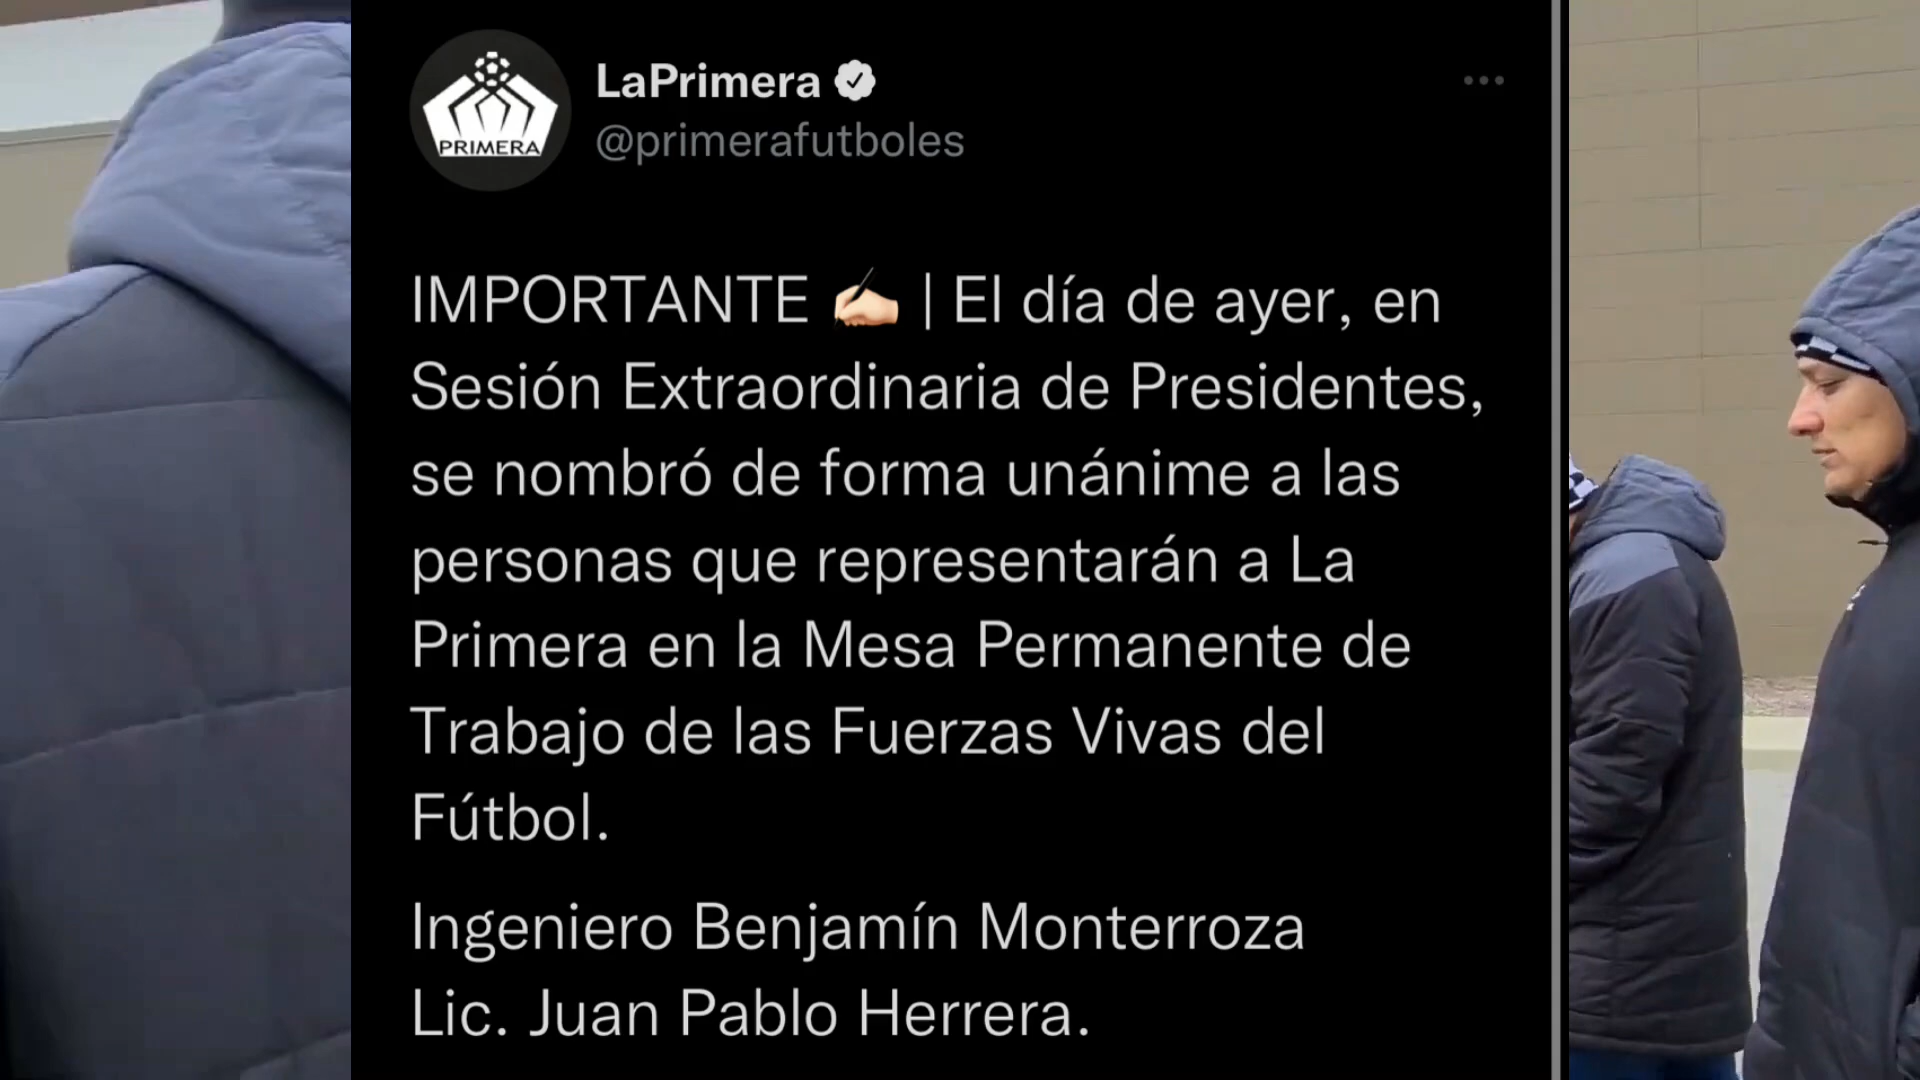 PRIMERA
LaPrimera
@primerafutboles
IMPORTANTE ✍🏻 | El día de ayer, en
Sesión Extraordinaria de Presidentes,
se nombró de forma unánime a las
personas que representarán a La
Primera en la Mesa Permanente de
Trabajo de las Fuerzas Vivas del
Fútbol.
Ingeniero Benjamín Monterroza
Lic. Juan Pablo Herrera.